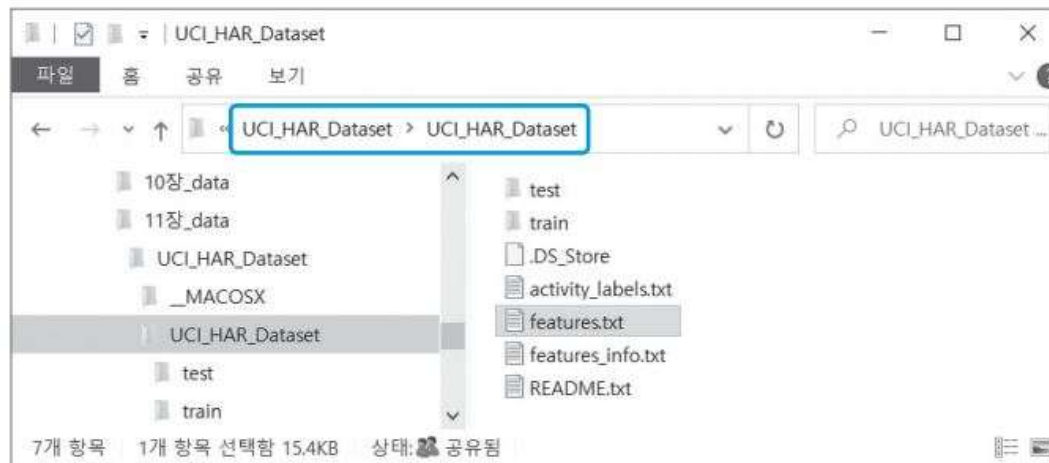 UCI_HAR_Dataset
파일 홈 공유 보기
« UCI_HAR_Dataset > UCI_HAR_Dataset
UCI_HAR_Dataset ...
10장_data
11장_data
UCI_HAR_Dataset
__MACOSX
UCI_HAR_Dataset
test
train
test
train
.DS_Store
activity_labels.txt
features.txt
features_info.txt
README.txt
7개 항목 1개 항목 선택함 15.4KB 상태: 공유됨